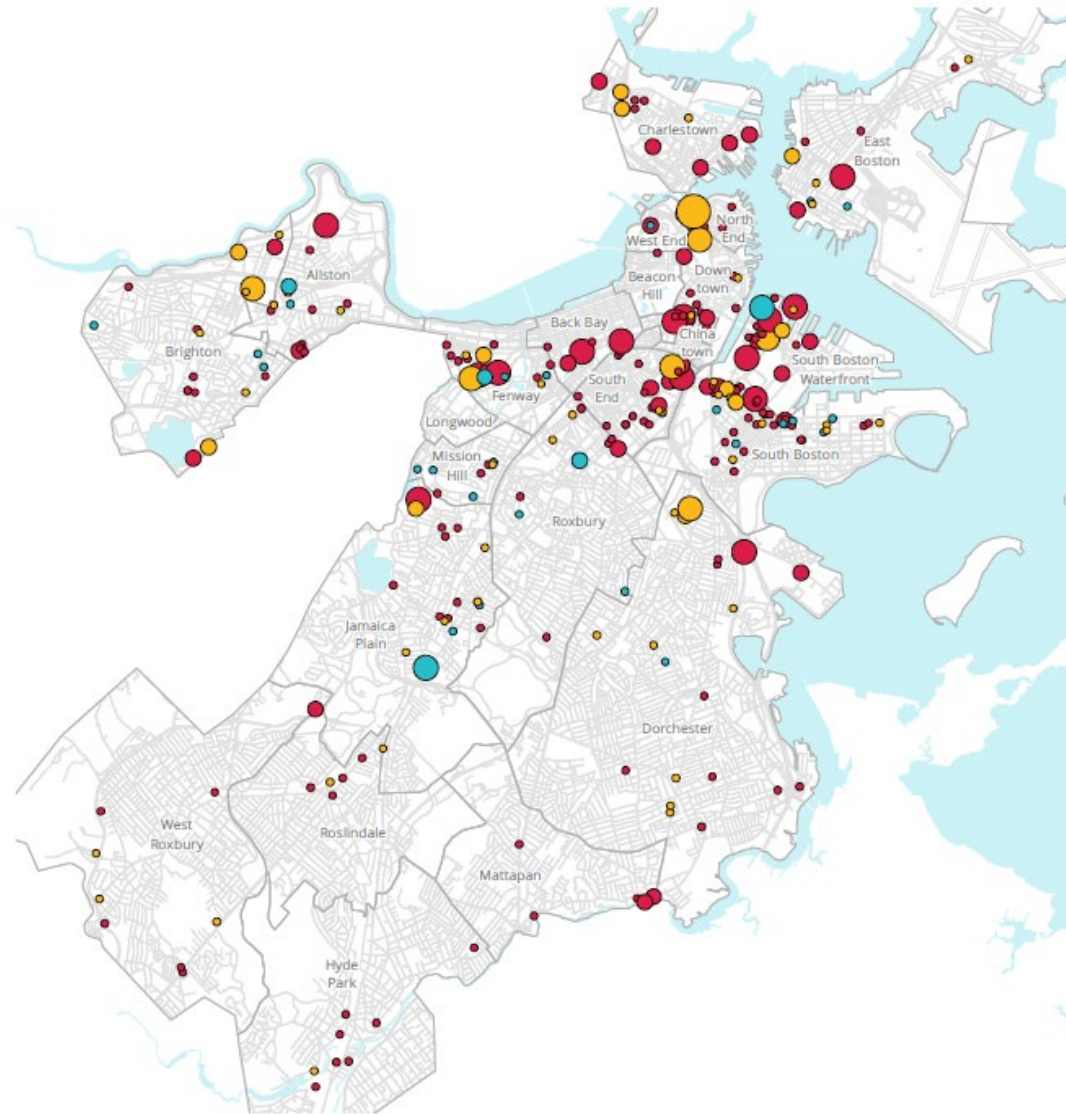 Charlestown
East
Boston
North
End
West End
Beacon
Hill
Down
town
Allston
Back Bay
China
town
Brighton
South Boston
Waterfront
South
End
Fenway
Longwood
Mission
Hill
South Boston
Roxbury
Jamaica
Plain
Dorchester
West
Roxbury
Roslindale
Mattapan
Hyde
Park